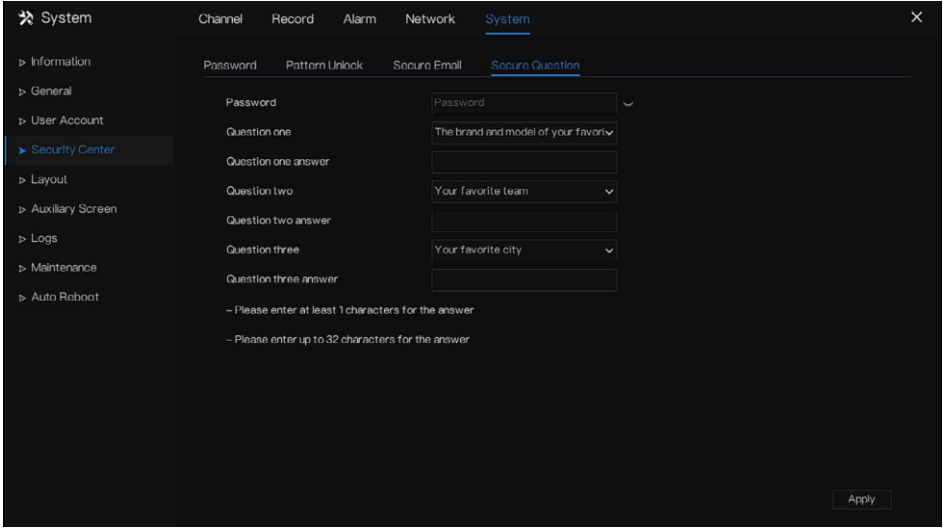 System Channel Record Alarm Network System
Information
General
User Account
Security Center
Layout
Auxiliary Screen
Logs
Maintenance
Auto Reboot
Password Pattern Unlock Secure Email Secure Question
Password Password
Question one The brand and model of your favori
Question one answer
Question two Your favorite team
Question two answer
Question three Your favorite city
Question three answer
– Please enter at least 1 characters for the answer
– Please enter up to 32 characters for the answer
Apply